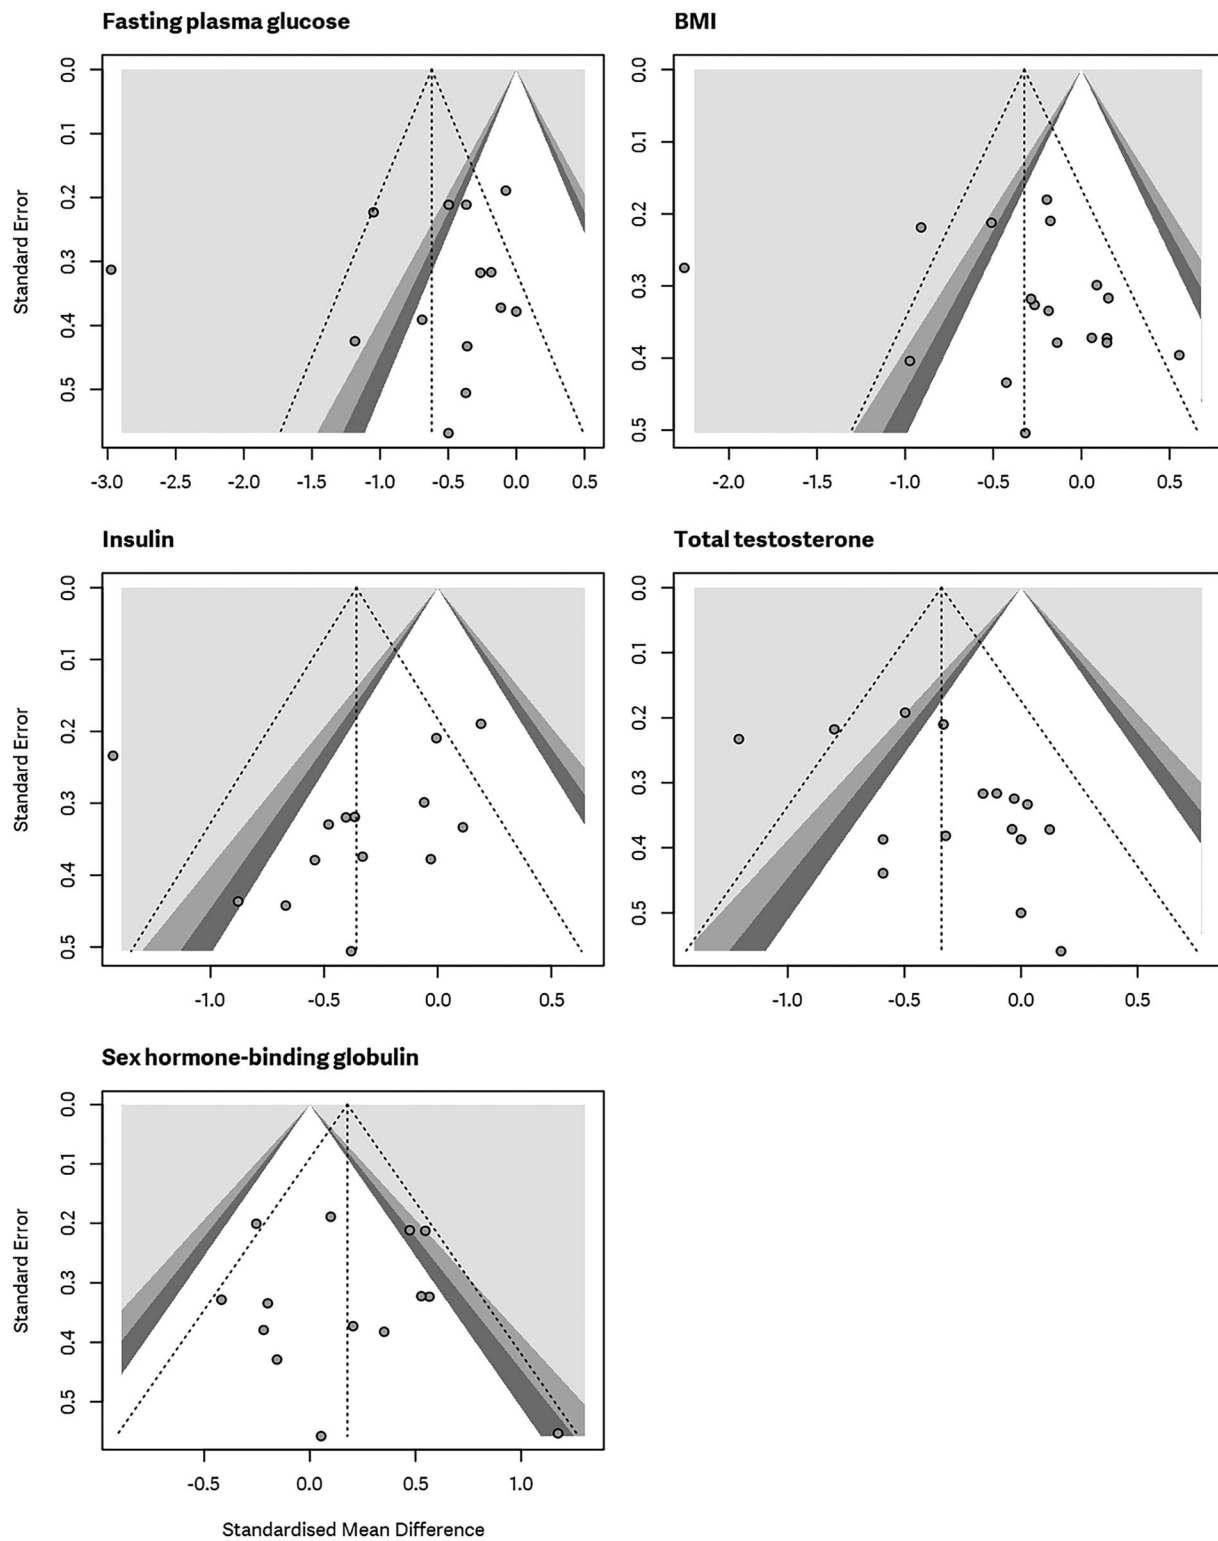 Fasting plasma glucose
BMI
Standard Error
0.0
0.1
0.2
0.3
0.4
0.5
-3.0 -2.5 -2.0 -1.5 -1.0 -0.5 0.0 0.5
0.0
0.1
0.2
0.3
0.4
0.5
-2.0 -1.5 -1.0 -0.5 0.0 0.5
Insulin
Total testosterone
Standard Error
0.0
0.1
0.2
0.3
0.4
0.5
-1.0 -0.5 0.0 0.5
0.0
0.1
0.2
0.3
0.4
0.5
-1.0 -0.5 0.0 0.5
Sex hormone-binding globulin
Standard Error
0.0
0.1
0.2
0.3
0.4
0.5
-0.5 0.0 0.5 1.0
Standardised Mean Difference